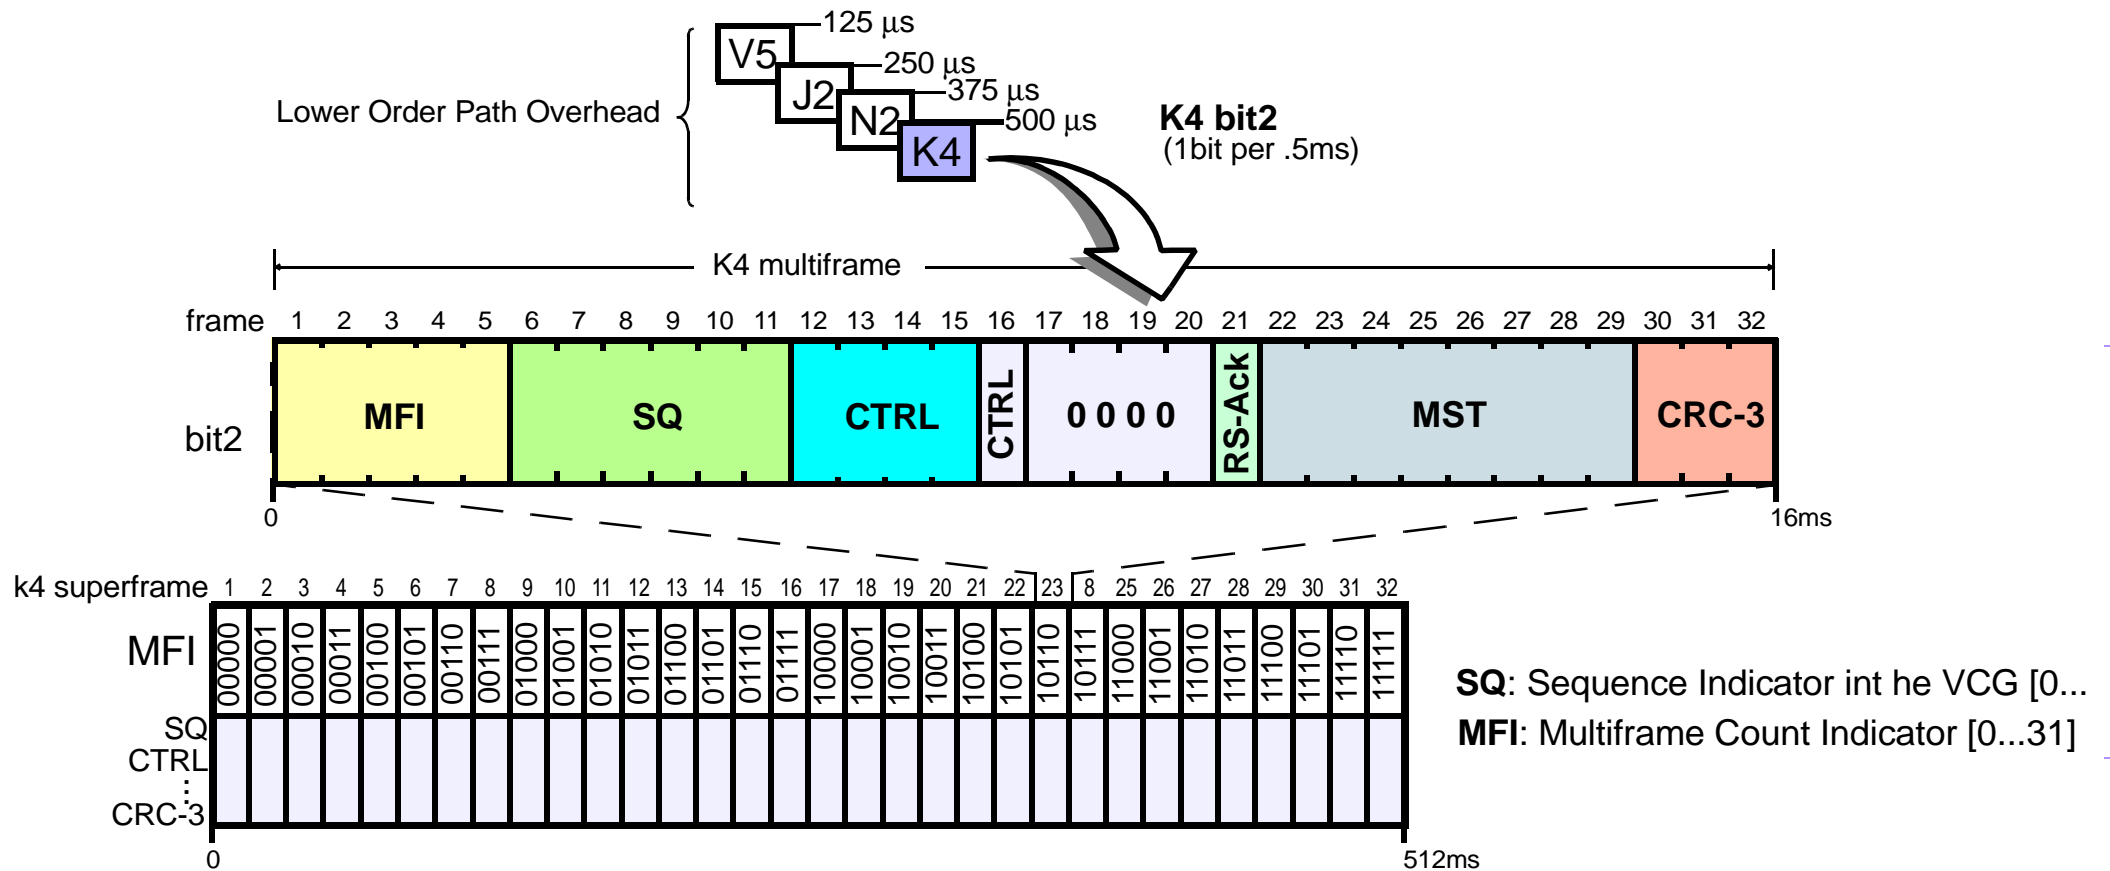 125 µs
V5
250 µs
J2
375 µs
N2
500 µs
K4
Lower Order Path Overhead
K4 bit2
(1bit per .5ms)
K4 multiframe
frame 1 2 3 4 5 6 7 8 9 10 11 12 13 14 15 16 17 18 19 20 21 22 23 24 25 26 27 28 29 30 31 32
bit2 MFI SQ CTRL CTRL 0 0 0 0 RS-Ack MST CRC-3
0 16ms
k4 superframe 1 2 3 4 5 6 7 8 9 10 11 12 13 14 15 16 17 18 19 20 21 22 23 8 25 26 27 28 29 30 31 32
MFI 00000 00001 00010 00011 00100 00101 00110 00111 01000 01001 01010 01011 01100 01101 01110 01111 10000 10001 10010 10011 10100 10101 10110 10111 11000 11001 11010 11011 11100 11101 11110 11111
SQ
CTRL
⋮
CRC-3
0 512ms
SQ: Sequence Indicator int he VCG [0...
MFI: Multiframe Count Indicator [0...31]